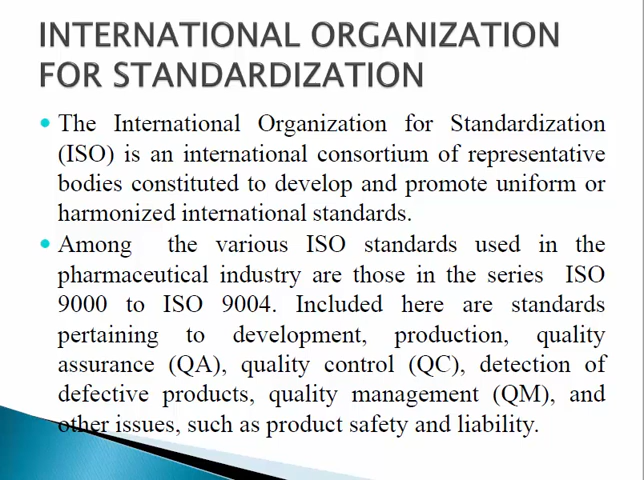 INTERNATIONAL ORGANIZATION
FOR STANDARDIZATION
• The International Organization for Standardization
(ISO) is an international consortium of representative
bodies constituted to develop and promote uniform or
harmonized international standards.
• Among the various ISO standards used in the
pharmaceutical industry are those in the series ISO
9000 to ISO 9004. Included here are standards
pertaining to development, production, quality
assurance (QA), quality control (QC), detection of
defective products, quality management (QM), and
other issues, such as product safety and liability.